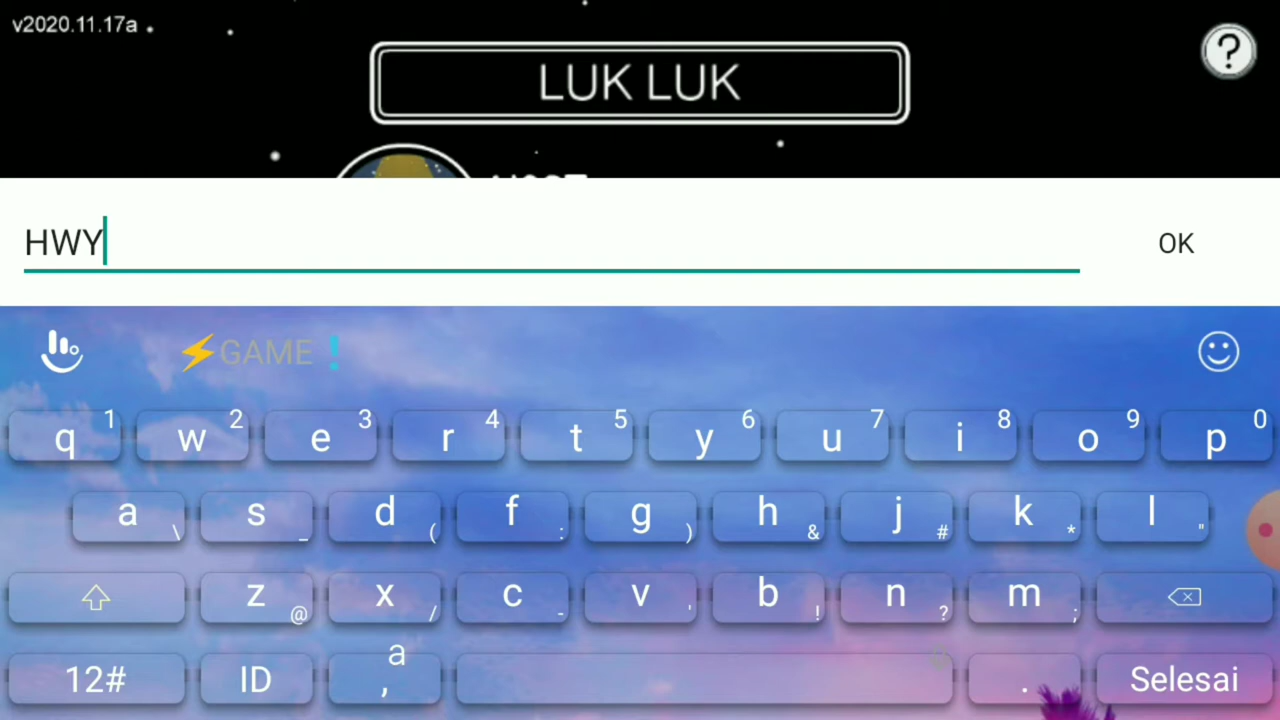 v2020.11.17a
?
LUK LUK
HWY
OK
⚡GAME❗
q 1 w 2 e 3 r 4 t 5 y 6 u 7 i 8 o 9 p 0
a \ s _ d ( f : g ) h & j # k * l "
z @ x / c - v ' b ! n ? m ;
12# ID , a . Selesai